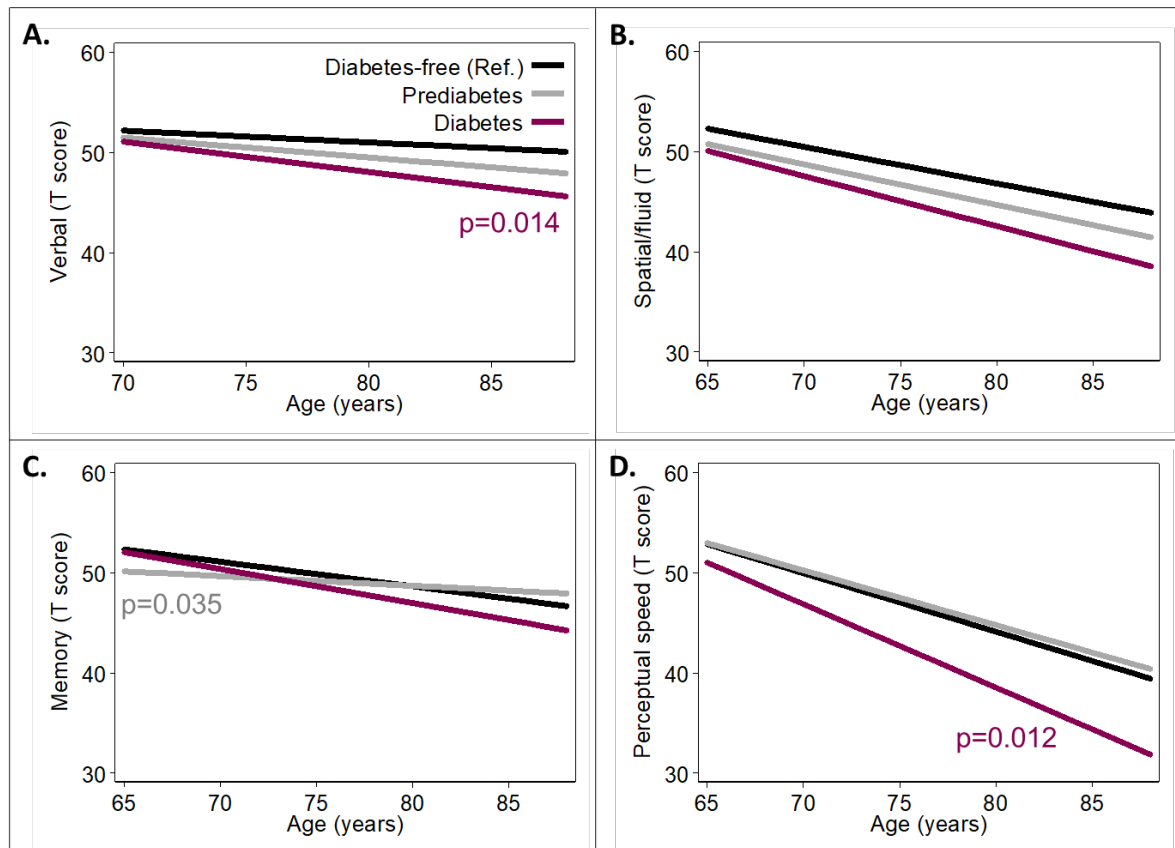 A.
60
50
40
30
Verbal (T score)
Diabetes-free (Ref.)
Prediabetes
Diabetes
p=0.014
70 75 80 85
Age (years)
B.
60
50
40
30
Spatial/fluid (T score)
65 70 75 80 85
Age (years)
C.
60
50
40
30
Memory (T score)
p=0.035
65 70 75 80 85
Age (years)
D.
60
50
40
30
Perceptual speed (T score)
p=0.012
65 70 75 80 85
Age (years)